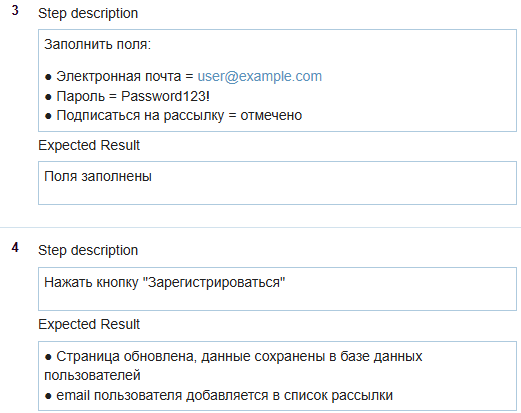 3 Step description
Заполнить поля:
● Электронная почта = user@example.com
● Пароль = Password123!
● Подписаться на рассылку = отмечено
Expected Result
Поля заполнены
4 Step description
Нажать кнопку "Зарегистрироваться"
Expected Result
● Страница обновлена, данные сохранены в базе данных
пользователей
● email пользователя добавляется в список рассылки